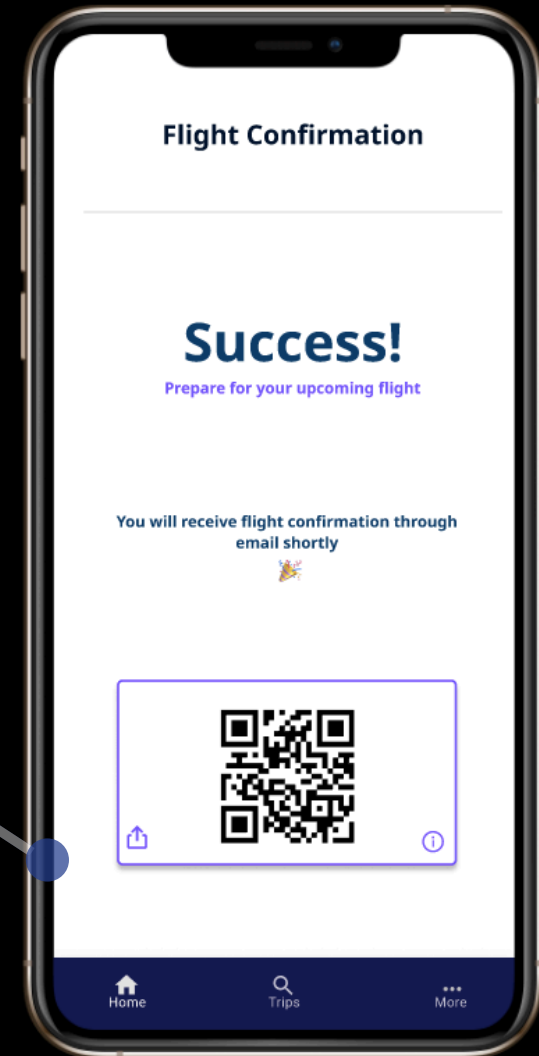 Flight Confirmation
Success!
Prepare for your upcoming flight
You will receive flight confirmation through
email shortly
🎉
Home
Trips
More